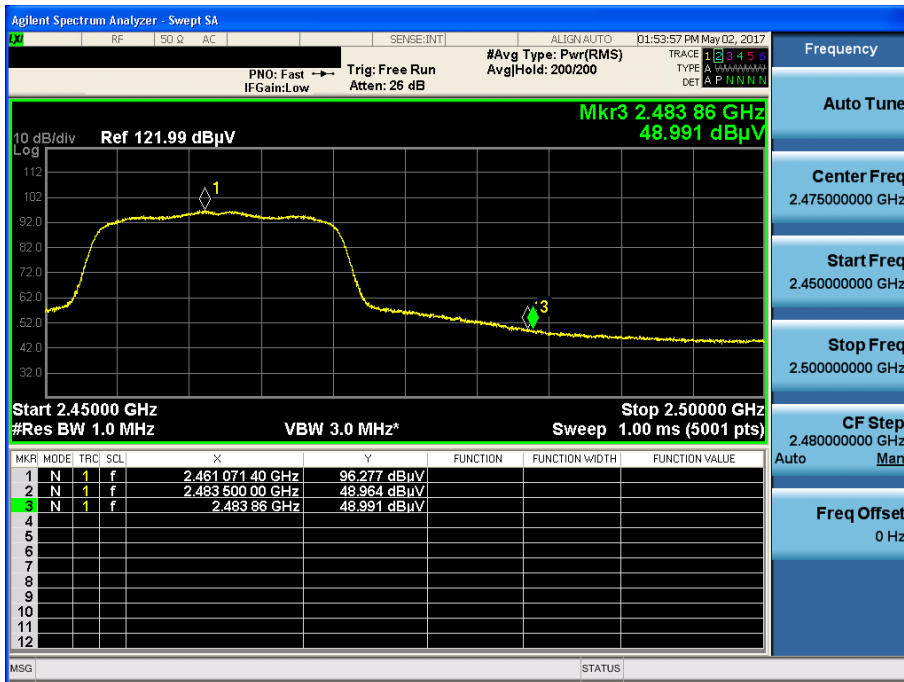 Agilent Spectrum Analyzer - Swept SA
LXI RF 50 Ω AC SENSE:INT ALIGN AUTO 01:53:57 PM May 02, 2017
PNO: Fast
IFGain:Low
Trig: Free Run
Atten: 26 dB
#Avg Type: Pwr(RMS)
Avg|Hold: 200/200
TRACE 1 2 3 4 5 6
TYPE A
DET A P N N N N
Mkr3 2.483 86 GHz
48.991 dBµV
10 dB/div Ref 121.99 dBµV
Log
112
102
92.0
82.0
72.0
62.0
52.0
42.0
32.0
1
3
Start 2.45000 GHz Stop 2.50000 GHz
#Res BW 1.0 MHz VBW 3.0 MHz* Sweep 1.00 ms (5001 pts)
MKR MODE TRC SCL X Y FUNCTION FUNCTION WIDTH FUNCTION VALUE
1 N 1 f 2.461 071 40 GHz 96.277 dBµV
2 N 1 f 2.483 500 00 GHz 48.964 dBµV
3 N 1 f 2.483 86 GHz 48.991 dBµV
4
5
6
7
8
9
10
11
12
MSG STATUS
Frequency
Auto Tune
Center Freq
2.475000000 GHz
Start Freq
2.450000000 GHz
Stop Freq
2.500000000 GHz
CF Step
2.480000000 GHz
Auto Man
Freq Offset
0 Hz